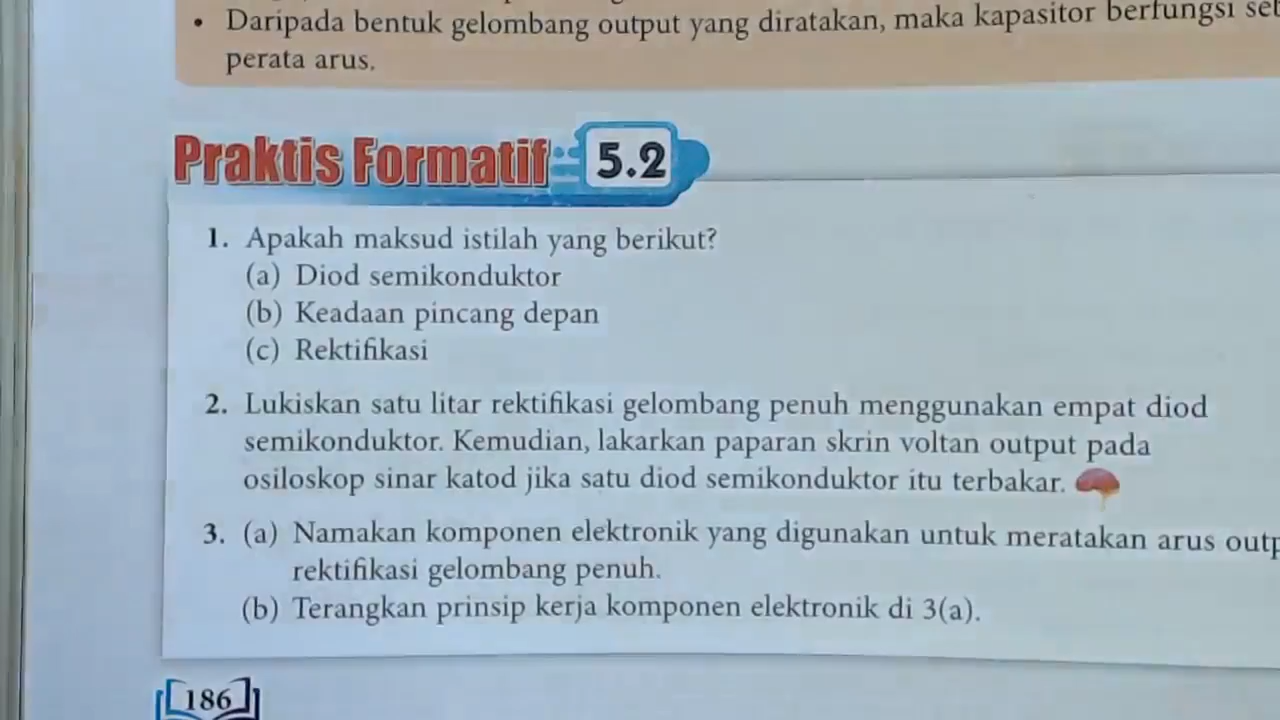 • Daripada bentuk gelombang output yang diratakan, maka kapasitor berfungsi
perata arus.
Praktis Formatif 5.2
1. Apakah maksud istilah yang berikut?
(a) Diod semikonduktor
(b) Keadaan pincang depan
(c) Rektifikasi
2. Lukiskan satu litar rektifikasi gelombang penuh menggunakan empat diod
semikonduktor. Kemudian, lakarkan paparan skrin voltan output pada
osiloskop sinar katod jika satu diod semikonduktor itu terbakar.
3. (a) Namakan komponen elektronik yang digunakan untuk meratakan arus
rektifikasi gelombang penuh.
(b) Terangkan prinsip kerja komponen elektronik di 3(a).
186